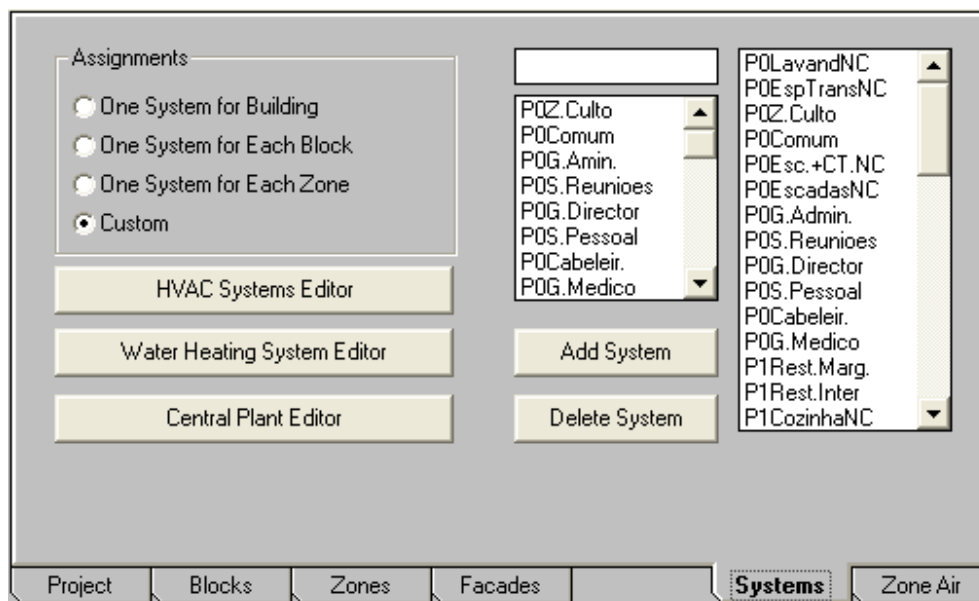 Assignments
One System for Building
One System for Each Block
One System for Each Zone
Custom
HVAC Systems Editor
Water Heating System Editor
Central Plant Editor
P0Z.Culto
P0Comum
P0G.Amin.
P0S.Reunioes
P0G.Director
P0S.Pessoal
P0Cabeleir.
P0G.Medico
Add System
Delete System
P0LavandNC
P0EspTransNC
P0Z.Culto
P0Comum
P0Esc.+CT.NC
P0EscadasNC
P0G.Admin.
P0S.Reunioes
P0G.Director
P0S.Pessoal
P0Cabeleir.
P0G.Medico
P1Rest.Marg.
P1Rest.Inter
P1CozinhaNC
Project Blocks Zones Facades Systems Zone Air